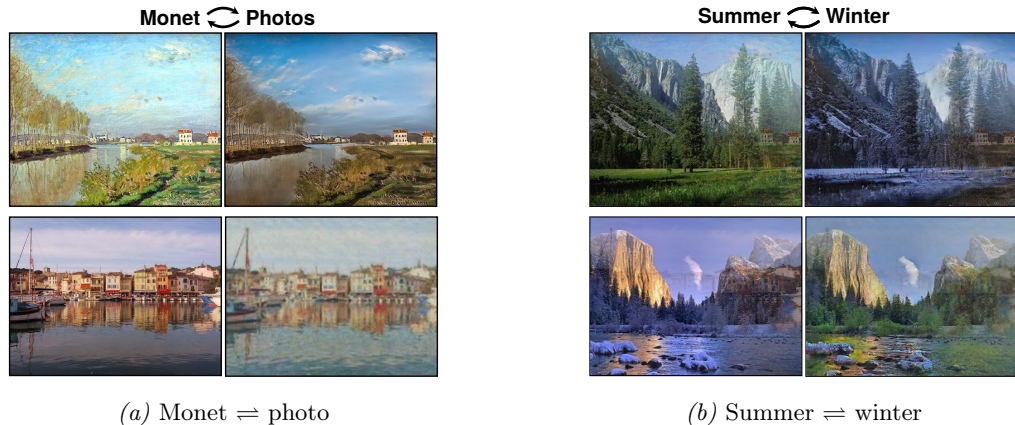 Monet Photos
Summer Winter
(a) Monet ⇌ photo
(b) Summer ⇌ winter